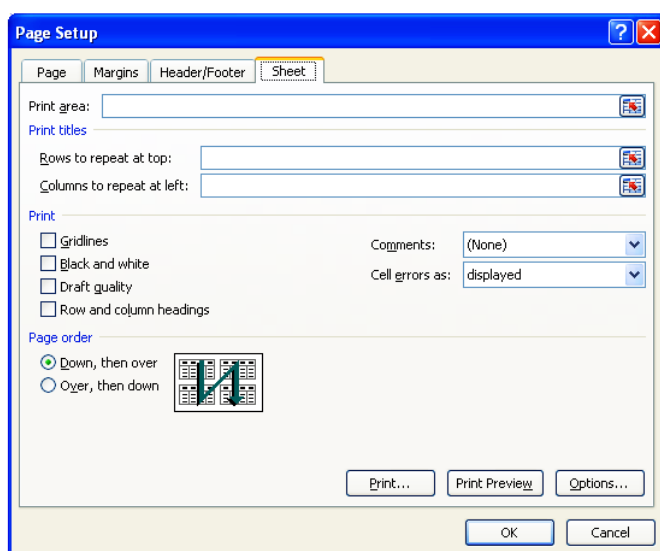 Page Setup
Page Margins Header/Footer Sheet
Print area:
Print titles
Rows to repeat at top:
Columns to repeat at left:
Print
Gridlines
Comments: (None)
Black and white
Cell errors as: displayed
Draft quality
Row and column headings
Page order
Down, then over
Over, then down
Print... Print Preview Options...
OK Cancel